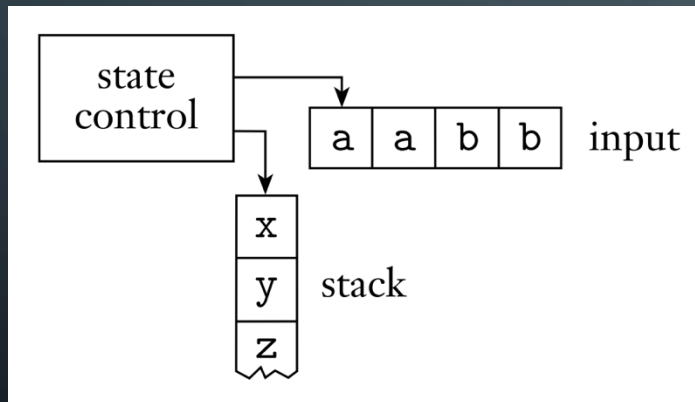 state
control
a a b b input
x
y stack
z